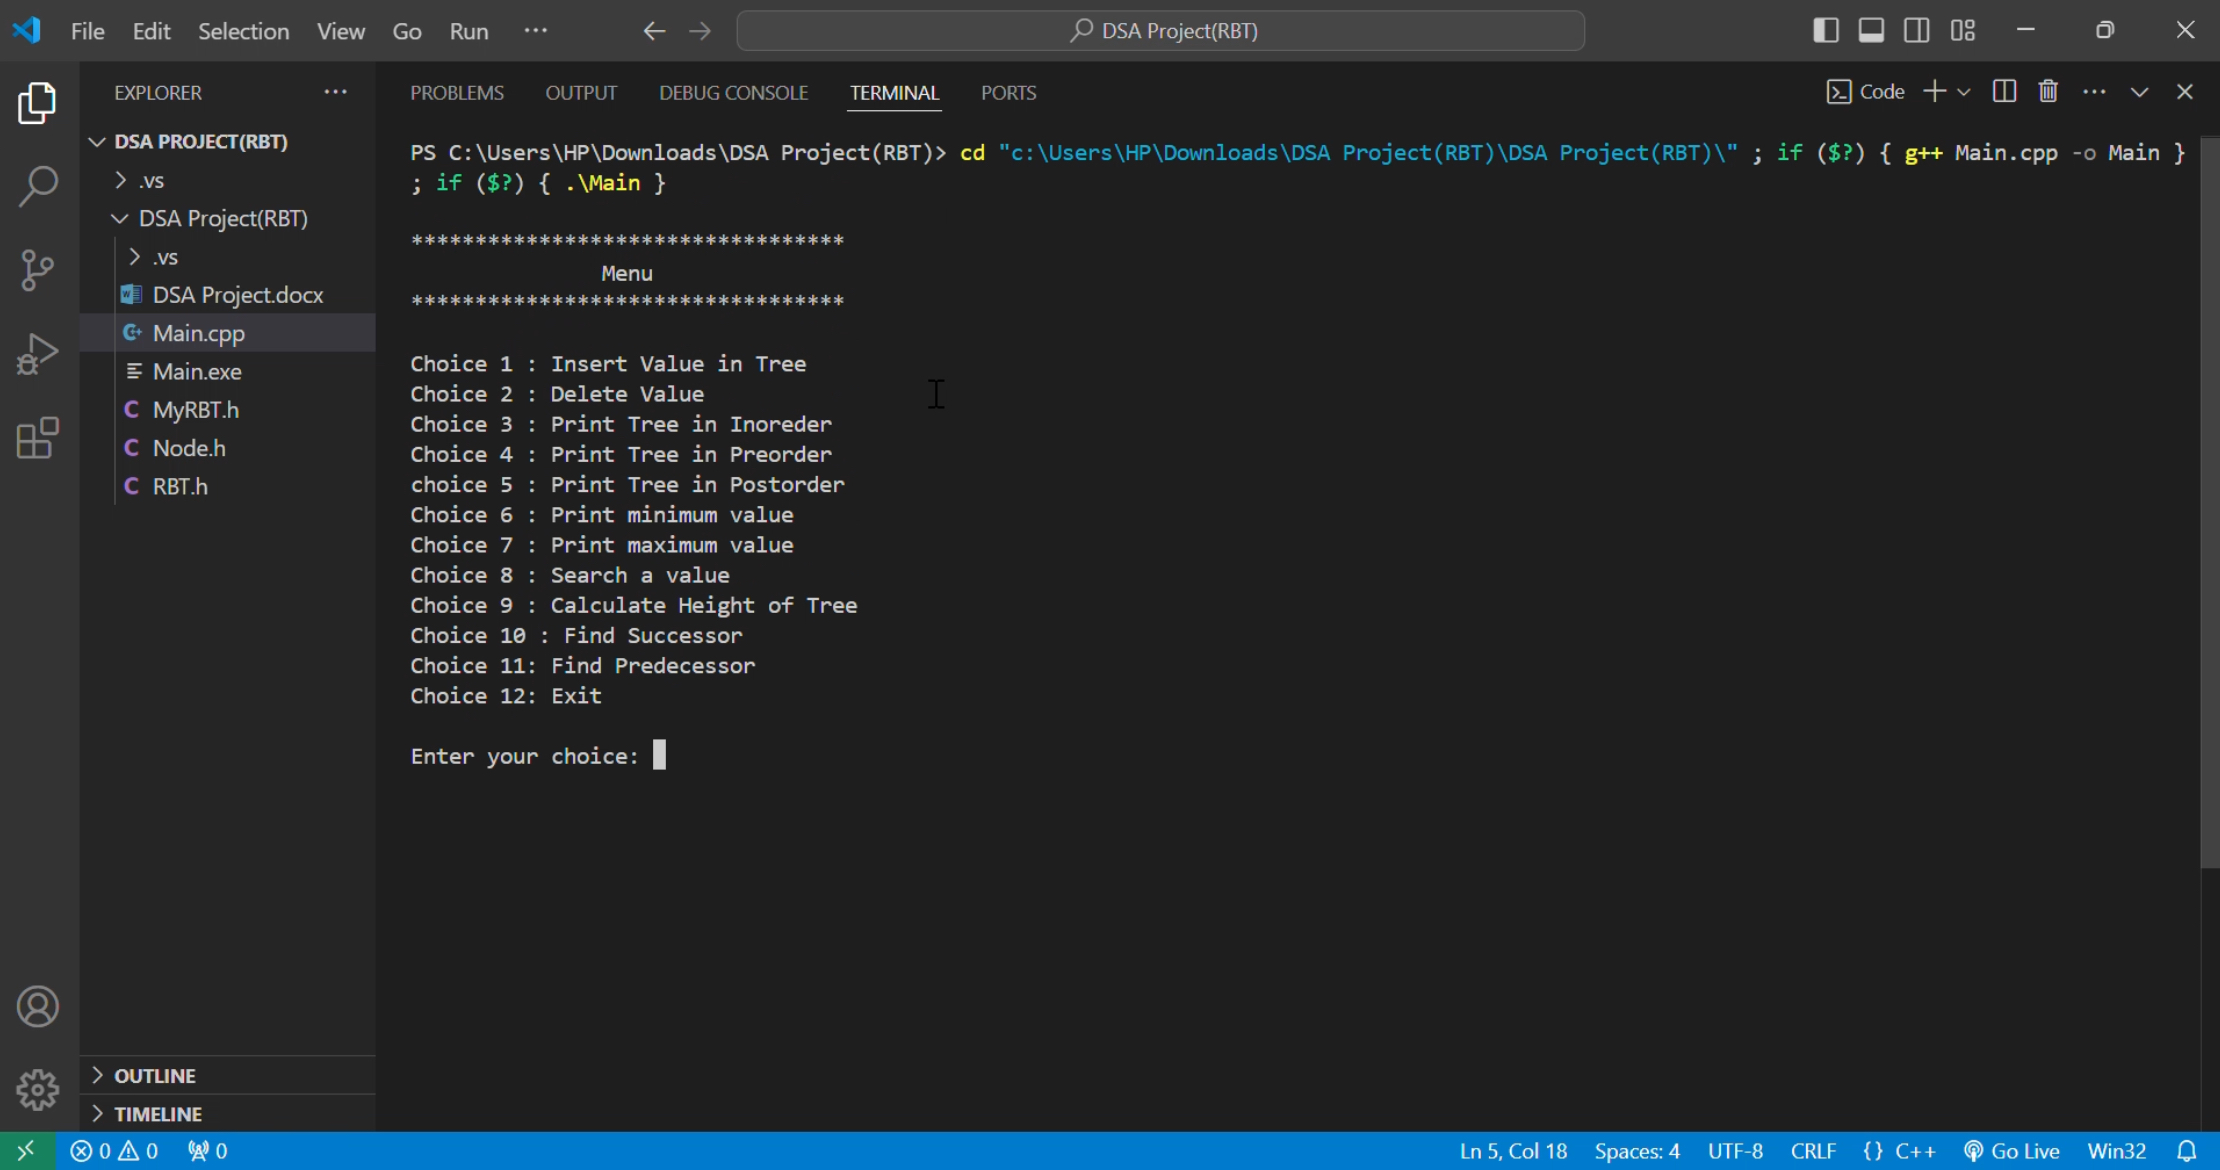 File Edit Selection View Go Run ···
DSA Project(RBT)
EXPLORER ···
PROBLEMS OUTPUT DEBUG CONSOLE TERMINAL PORTS
Code
DSA PROJECT(RBT)
.vs
DSA Project(RBT)
.vs
DSA Project.docx
Main.cpp
Main.exe
MyRBT.h
Node.h
RBT.h
OUTLINE
TIMELINE
PS C:\Users\HP\Downloads\DSA Project(RBT)> cd "c:\Users\HP\Downloads\DSA Project(RBT)\DSA Project(RBT)\" ; if ($?) { g++ Main.cpp -o Main }
; if ($?) { .\Main }
**********************************
Menu
**********************************
Choice 1 : Insert Value in Tree
Choice 2 : Delete Value
Choice 3 : Print Tree in Inoreder
Choice 4 : Print Tree in Preorder
choice 5 : Print Tree in Postorder
Choice 6 : Print minimum value
Choice 7 : Print maximum value
Choice 8 : Search a value
Choice 9 : Calculate Height of Tree
Choice 10 : Find Successor
Choice 11: Find Predecessor
Choice 12: Exit
Enter your choice:
0 0 0 Ln 5, Col 18 Spaces: 4 UTF-8 CRLF {} C++ Go Live Win32